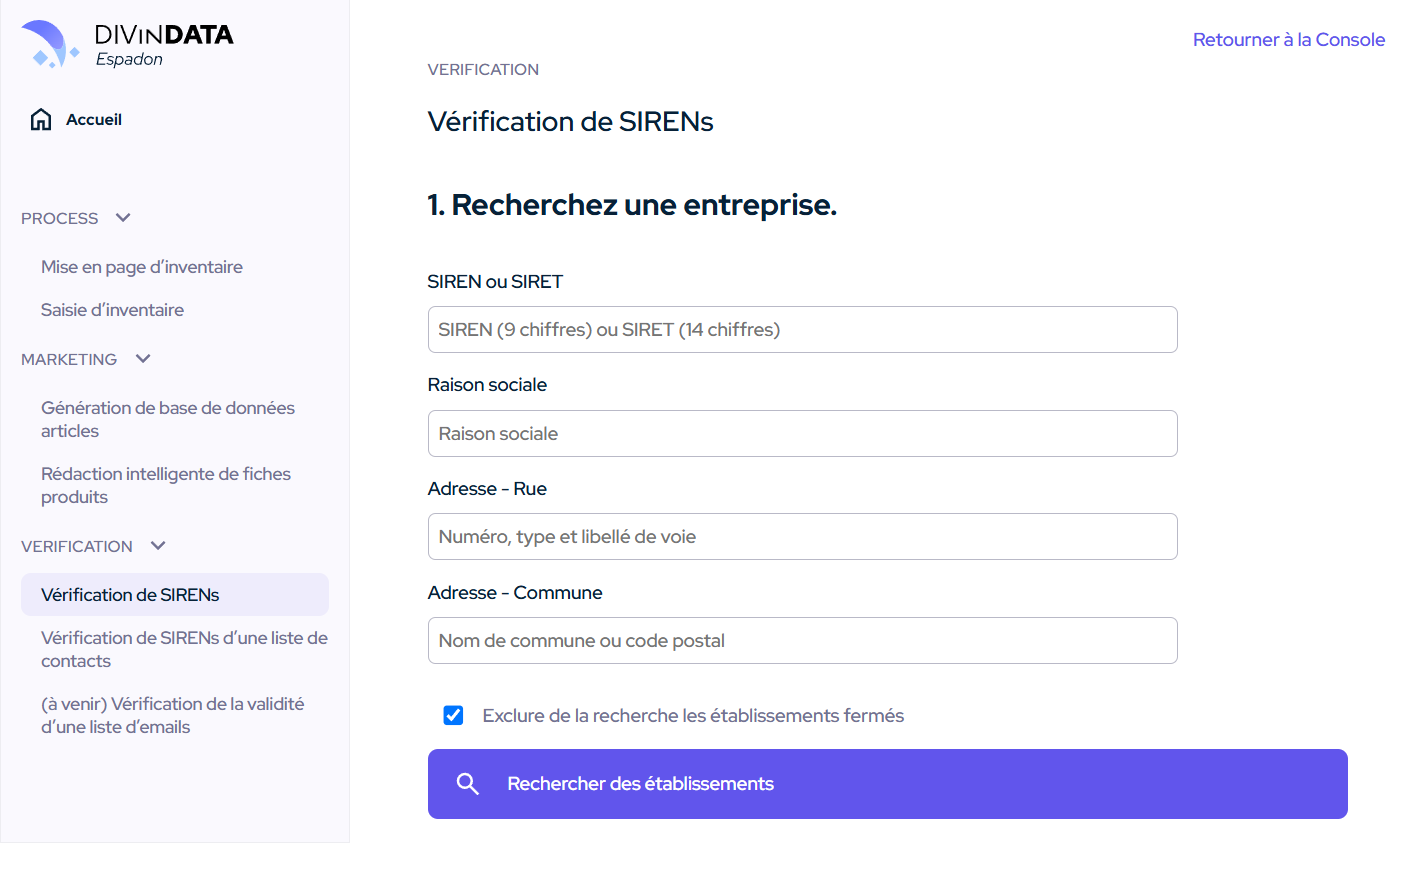 DIVinDATA
Espadon
Accueil
PROCESS
Mise en page d’inventaire
Saisie d’inventaire
MARKETING
Génération de base de données
articles
Rédaction intelligente de fiches
produits
VERIFICATION
Vérification de SIRENs
Vérification de SIRENs d’une liste de
contacts
(à venir) Vérification de la validité
d’une liste d’emails
Retourner à la Console
VERIFICATION
Vérification de SIRENs
1. Recherchez une entreprise.
SIREN ou SIRET
SIREN (9 chiffres) ou SIRET (14 chiffres)
Raison sociale
Raison sociale
Adresse - Rue
Numéro, type et libellé de voie
Adresse - Commune
Nom de commune ou code postal
Exclure de la recherche les établissements fermés
Rechercher des établissements